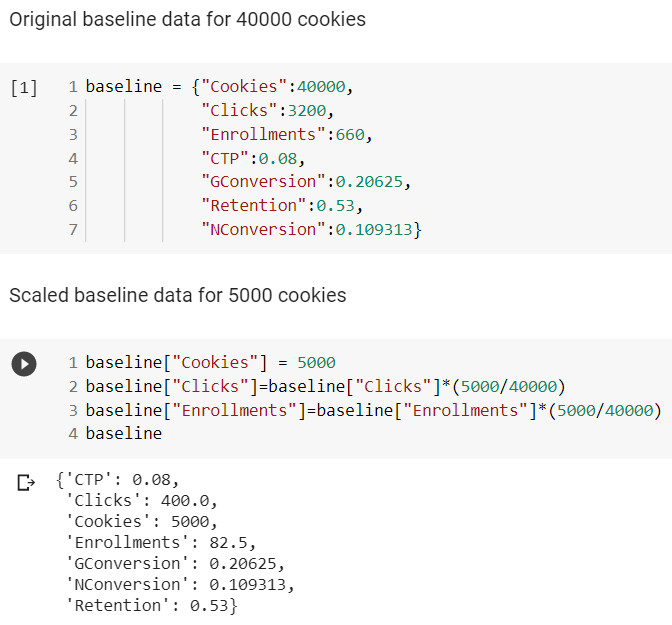 Original baseline data for 40000 cookies
[1]
1 baseline = {"Cookies":40000,
2 "Clicks":3200,
3 "Enrollments":660,
4 "CTP":0.08,
5 "GConversion":0.20625,
6 "Retention":0.53,
7 "NConversion":0.109313}
Scaled baseline data for 5000 cookies
1 baseline["Cookies"] = 5000
2 baseline["Clicks"]=baseline["Clicks"]*(5000/40000)
3 baseline["Enrollments"]=baseline["Enrollments"]*(5000/40000)
4 baseline
{'CTP': 0.08,
'Clicks': 400.0,
'Cookies': 5000,
'Enrollments': 82.5,
'GConversion': 0.20625,
'NConversion': 0.109313,
'Retention': 0.53}